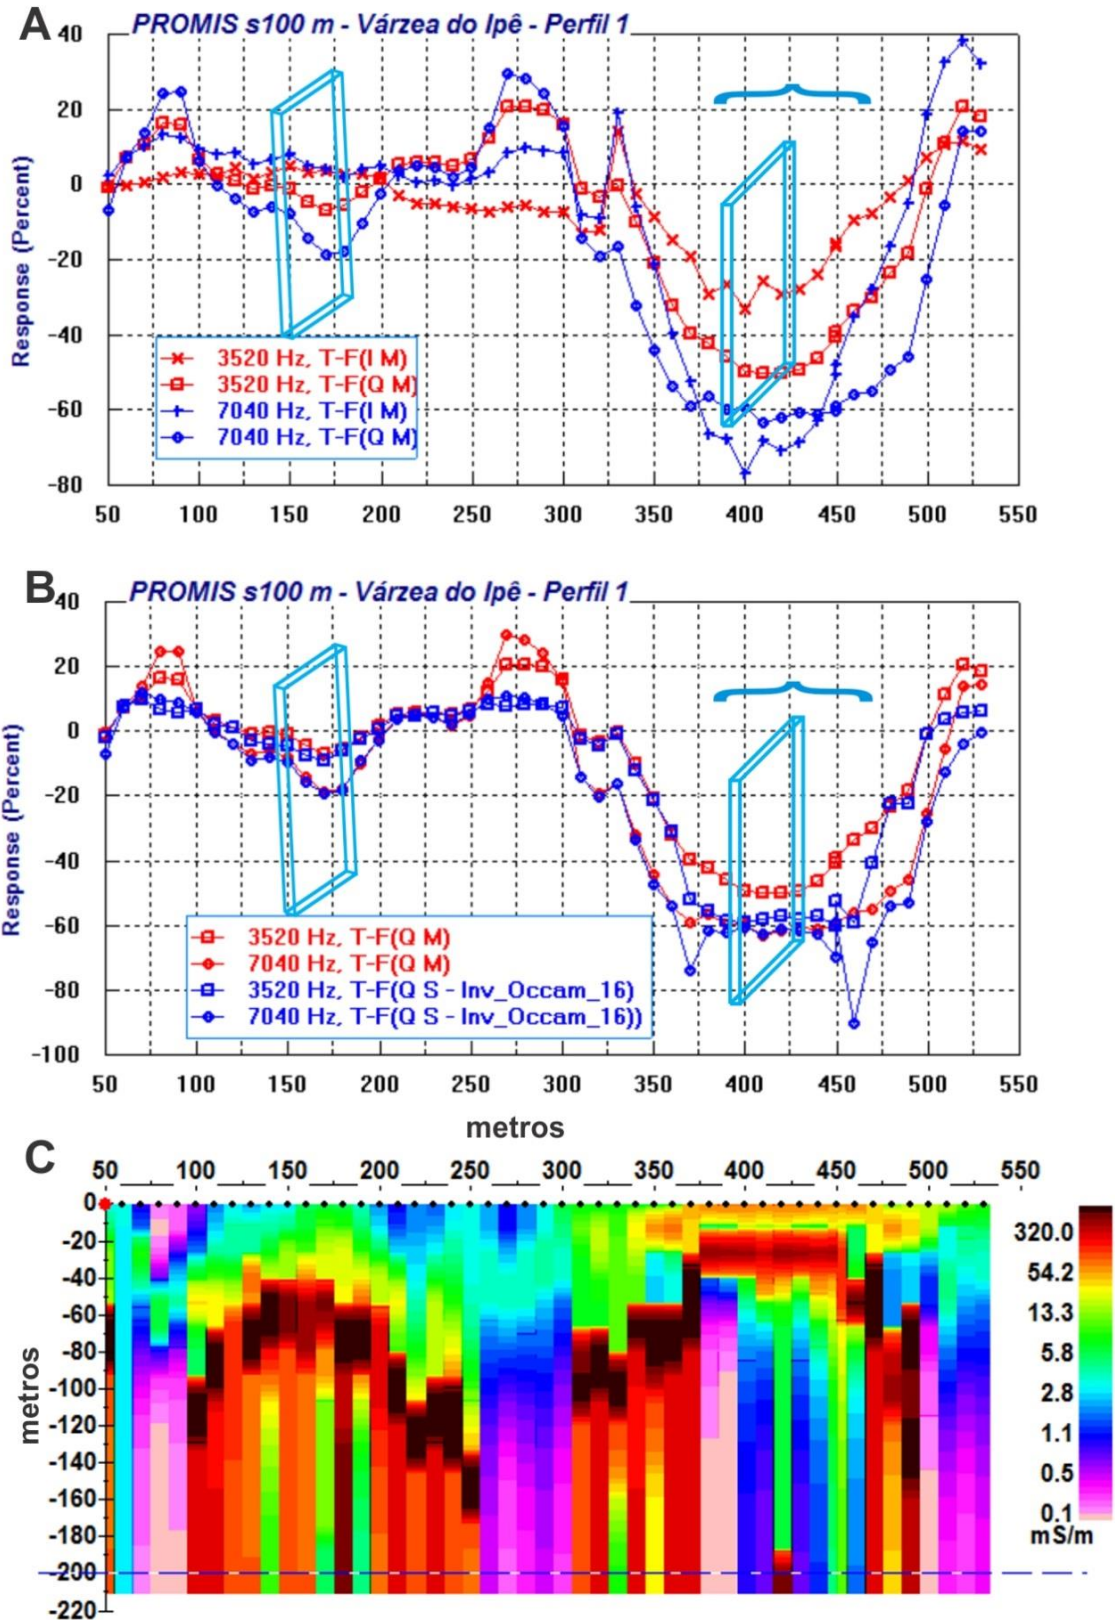 A
PROMIS s100 m - Várzea do Ipê - Perfil 1
40
20
0
-20
-40
-60
-80
Response (Percent)
3520 Hz, T-F(I M)
3520 Hz, T-F(Q M)
7040 Hz, T-F(I M)
7040 Hz, T-F(Q M)
50 100 150 200 250 300 350 400 450 500 550
B
PROMIS s100 m - Várzea do Ipê - Perfil 1
40
20
0
-20
-40
-60
-80
-100
Response (Percent)
3520 Hz, T-F(Q M)
7040 Hz, T-F(Q M)
3520 Hz, T-F(Q S - Inv_Occam_16)
7040 Hz, T-F(Q S - Inv_Occam_16))
50 100 150 200 250 300 350 400 450 500 550
metros
C
50 100 150 200 250 300 350 400 450 500 550
0
-20
-40
-60
-80
-100
-120
-140
-160
-180
-200
-220
metros
320.0
54.2
13.3
5.8
2.8
1.1
0.5
0.1
mS/m